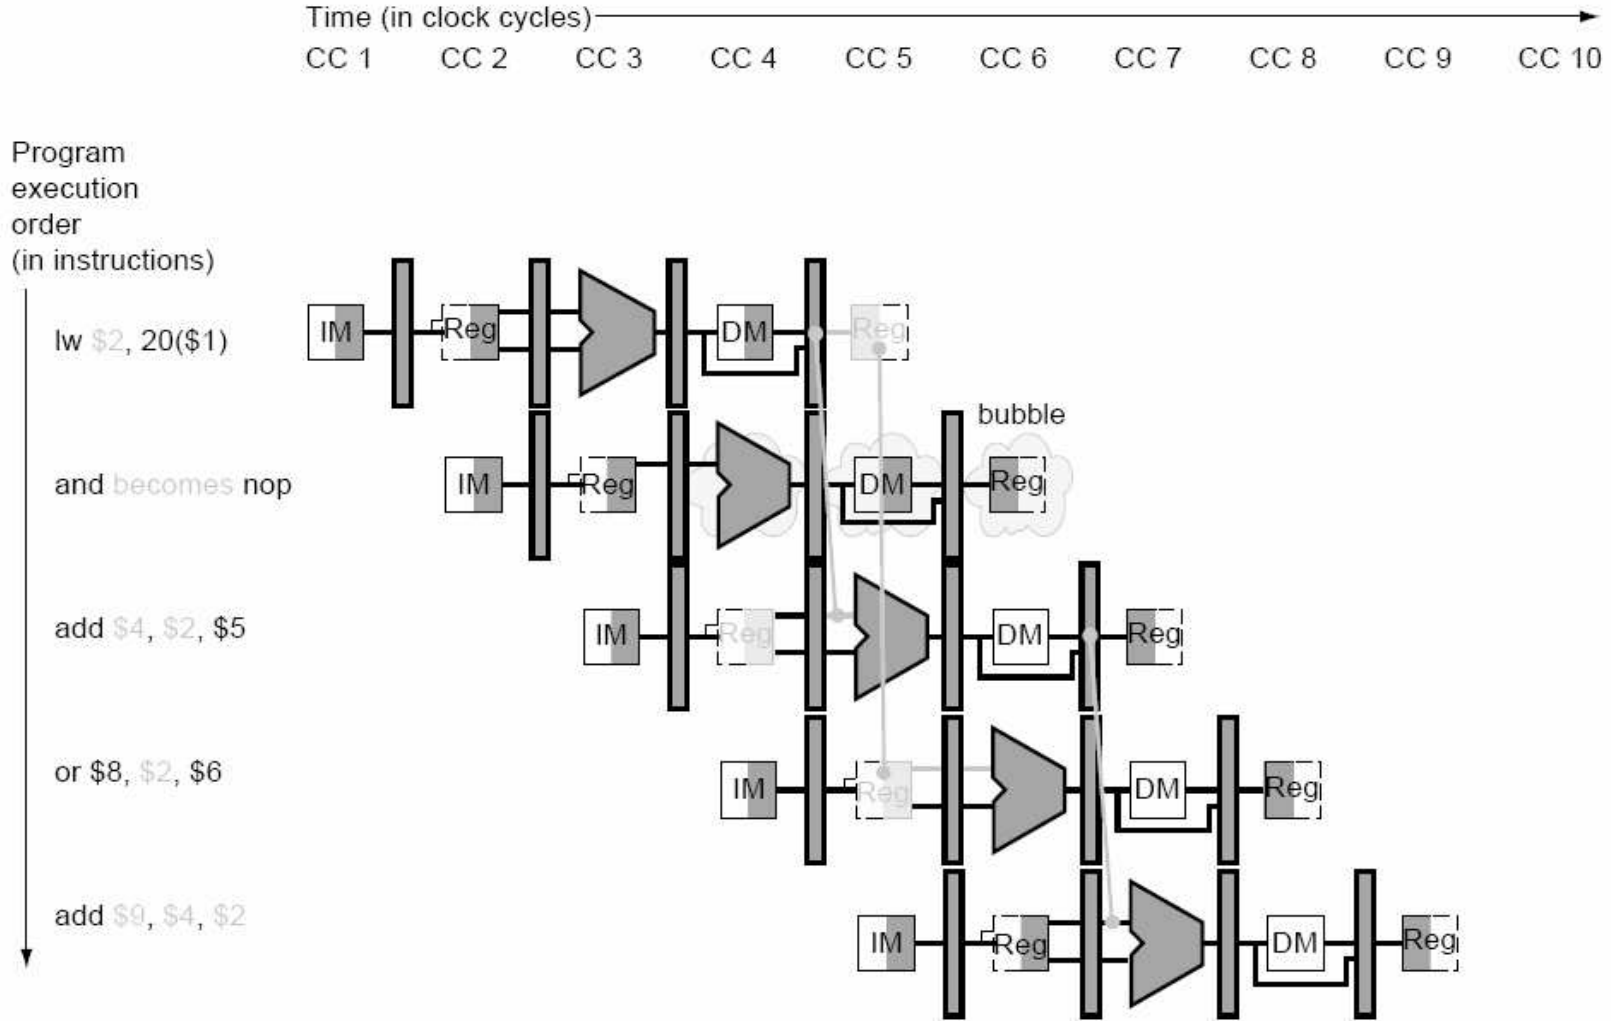 Time (in clock cycles)
CC 1 CC 2 CC 3 CC 4 CC 5 CC 6 CC 7 CC 8 CC 9 CC 10
Program
execution
order
(in instructions)
lw $2, 20($1)
IM Reg DM Reg
bubble
and becomes nop
IM Reg DM Reg
add $4, $2, $5
IM Reg DM Reg
or $8, $2, $6
IM Reg DM Reg
add $9, $4, $2
IM Reg DM Reg